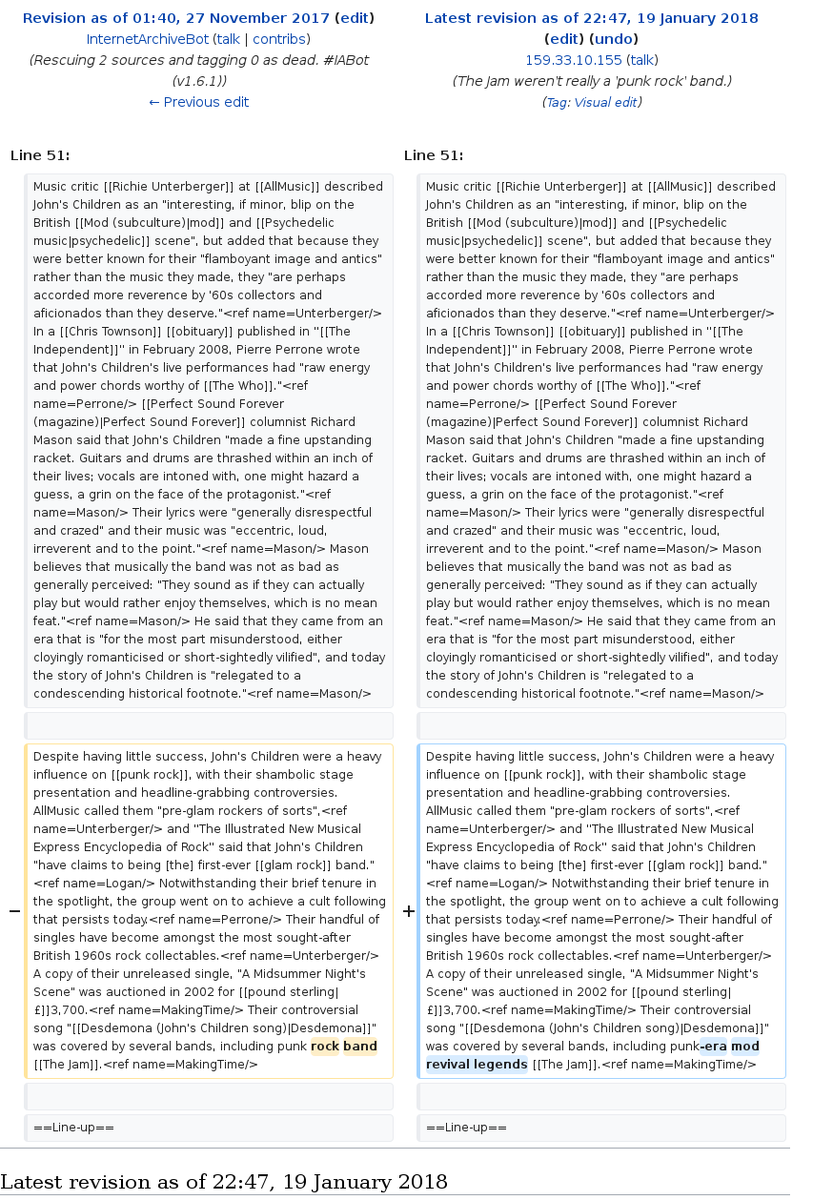 Revision as of 01:40, 27 November 2017 (edit)
InternetArchiveBot (talk | contribs)
(Rescuing 2 sources and tagging 0 as dead. #IABot
(v1.6.1))
← Previous edit
Latest revision as of 22:47, 19 January 2018
(edit) (undo)
159.33.10.155 (talk)
(The Jam weren't really a 'punk rock' band.)
(Tag: Visual edit)
Line 51:
Music critic [[Richie Unterberger]] at [[AllMusic]] described
John's Children as an "interesting, if minor, blip on the
British [[Mod (subculture)|mod]] and [[Psychedelic
music|psychedelic]] scene", but added that because they
were better known for their "flamboyant image and antics"
rather than the music they made, they "are perhaps
accorded more reverence by '60s collectors and
aficionados than they deserve."<ref name=Unterberger/>
In a [[Chris Townson]] [[obituary]] published in ''[[The
Independent]]'' in February 2008, Pierre Perrone wrote
that John's Children's live performances had "raw energy
and power chords worthy of [[The Who]]."<ref
name=Perrone/> [[Perfect Sound Forever
(magazine)|Perfect Sound Forever]] columnist Richard
Mason said that John's Children "made a fine upstanding
racket. Guitars and drums are thrashed within an inch of
their lives; vocals are intoned with, one might hazard a
guess, a grin on the face of the protagonist."<ref
name=Mason/> Their lyrics were "generally disrespectful
and crazed" and their music was "eccentric, loud,
irreverent and to the point."<ref name=Mason/> Mason
believes that musically the band was not as bad as
generally perceived: "They sound as if they can actually
play but would rather enjoy themselves, which is no mean
feat."<ref name=Mason/> He said that they came from an
era that is "for the most part misunderstood, either
cloyingly romanticised or short-sightedly vilified", and today
the story of John's Children is "relegated to a
condescending historical footnote."<ref name=Mason/>
Line 51:
Music critic [[Richie Unterberger]] at [[AllMusic]] described
John's Children as an "interesting, if minor, blip on the
British [[Mod (subculture)|mod]] and [[Psychedelic
music|psychedelic]] scene", but added that because they
were better known for their "flamboyant image and antics"
rather than the music they made, they "are perhaps
accorded more reverence by '60s collectors and
aficionados than they deserve."<ref name=Unterberger/>
In a [[Chris Townson]] [[obituary]] published in ''[[The
Independent]]'' in February 2008, Pierre Perrone wrote
that John's Children's live performances had "raw energy
and power chords worthy of [[The Who]]."<ref
name=Perrone/> [[Perfect Sound Forever
(magazine)|Perfect Sound Forever]] columnist Richard
Mason said that John's Children "made a fine upstanding
racket. Guitars and drums are thrashed within an inch of
their lives; vocals are intoned with, one might hazard a
guess, a grin on the face of the protagonist."<ref
name=Mason/> Their lyrics were "generally disrespectful
and crazed" and their music was "eccentric, loud,
irreverent and to the point."<ref name=Mason/> Mason
believes that musically the band was not as bad as
generally perceived: "They sound as if they can actually
play but would rather enjoy themselves, which is no mean
feat."<ref name=Mason/> He said that they came from an
era that is "for the most part misunderstood, either
cloyingly romanticised or short-sightedly vilified", and today
the story of John's Children is "relegated to a
condescending historical footnote."<ref name=Mason/>
−
Despite having little success, John's Children were a heavy
influence on [[punk rock]], with their shambolic stage
presentation and headline-grabbing controversies.
AllMusic called them "pre-glam rockers of sorts",<ref
name=Unterberger/> and ''The Illustrated New Musical
Express Encyclopedia of Rock'' said that John's Children
"have claims to being [the] first-ever [[glam rock]] band."
<ref name=Logan/> Notwithstanding their brief tenure in
the spotlight, the group went on to achieve a cult following
that persists today.<ref name=Perrone/> Their handful of
singles have become amongst the most sought-after
British 1960s rock collectables.<ref name=Unterberger/>
A copy of their unreleased single, "A Midsummer Night's
Scene" was auctioned in 2002 for [[pound sterling|
£]]3,700.<ref name=MakingTime/> Their controversial
song "[[Desdemona (John's Children song)|Desdemona]]"
was covered by several bands, including punk rock band
[[The Jam]].<ref name=MakingTime/>
+
Despite having little success, John's Children were a heavy
influence on [[punk rock]], with their shambolic stage
presentation and headline-grabbing controversies.
AllMusic called them "pre-glam rockers of sorts",<ref
name=Unterberger/> and ''The Illustrated New Musical
Express Encyclopedia of Rock'' said that John's Children
"have claims to being [the] first-ever [[glam rock]] band."
<ref name=Logan/> Notwithstanding their brief tenure in
the spotlight, the group went on to achieve a cult following
that persists today.<ref name=Perrone/> Their handful of
singles have become amongst the most sought-after
British 1960s rock collectables.<ref name=Unterberger/>
A copy of their unreleased single, "A Midsummer Night's
Scene" was auctioned in 2002 for [[pound sterling|
£]]3,700.<ref name=MakingTime/> Their controversial
song "[[Desdemona (John's Children song)|Desdemona]]"
was covered by several bands, including punk-era mod
revival legends [[The Jam]].<ref name=MakingTime/>
==Line-up==
==Line-up==
Latest revision as of 22:47, 19 January 2018